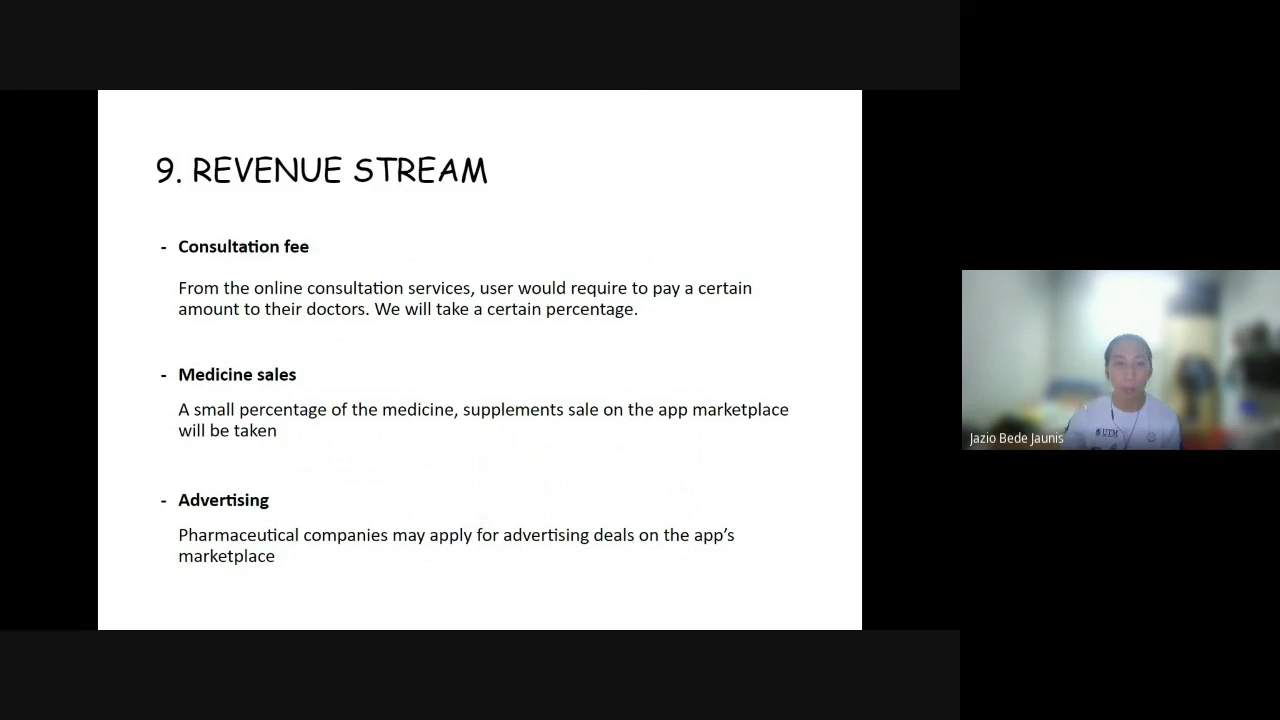 9. REVENUE STREAM
- Consultation fee
From the online consultation services, user would require to pay a certain
amount to their doctors. We will take a certain percentage.
- Medicine sales
A small percentage of the medicine, supplements sale on the app marketplace
will be taken
- Advertising
Pharmaceutical companies may apply for advertising deals on the app’s
marketplace
UTM
Jazio Bede Jaunis